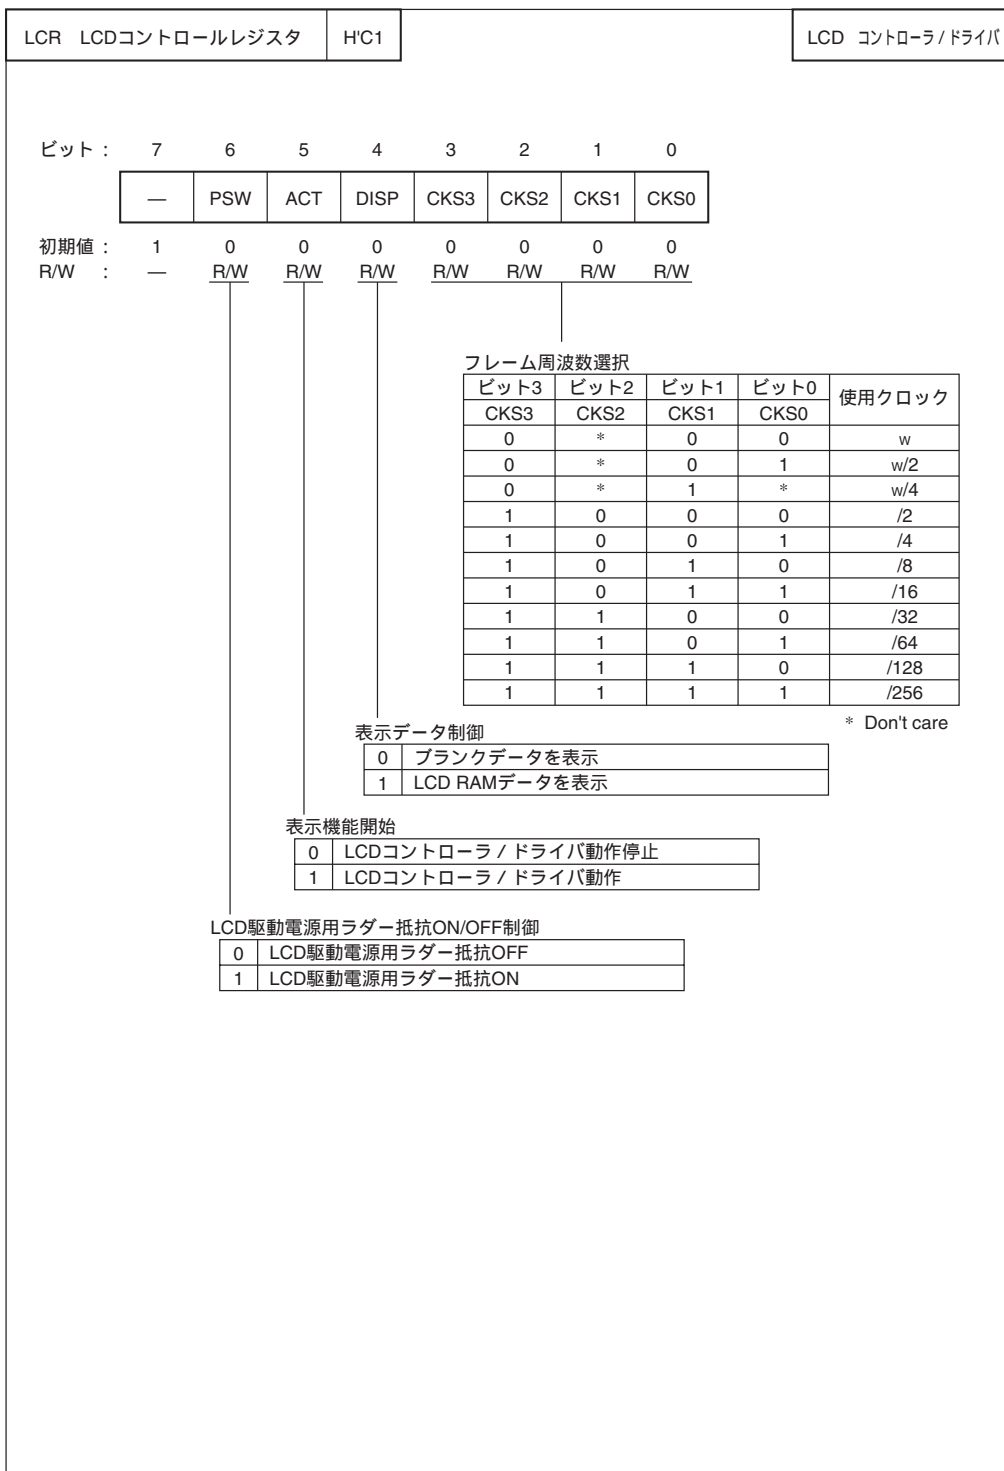 LCR LCDコントロールレジスタ H'C1 LCD コントローラ / ドライバ
ビット : 7 6 5 4 3 2 1 0
— PSW ACT DISP CKS3 CKS2 CKS1 CKS0
初期値 : 1 0 0 0 0 0 0 0
R/W : — R/W R/W R/W R/W R/W R/W R/W
フレーム周波数選択
ビット3 ビット2 ビット1 ビット0 使用クロック
CKS3 CKS2 CKS1 CKS0
0 * 0 0 w
0 * 0 1 w/2
0 * 1 * w/4
1 0 0 0 /2
1 0 0 1 /4
1 0 1 0 /8
1 0 1 1 /16
1 1 0 0 /32
1 1 0 1 /64
1 1 1 0 /128
1 1 1 1 /256
* Don't care
表示データ制御
0 ブランクデータを表示
1 LCD RAMデータを表示
表示機能開始
0 LCDコントローラ / ドライバ動作停止
1 LCDコントローラ / ドライバ動作
LCD駆動電源用ラダー抵抗ON/OFF制御
0 LCD駆動電源用ラダー抵抗OFF
1 LCD駆動電源用ラダー抵抗ON